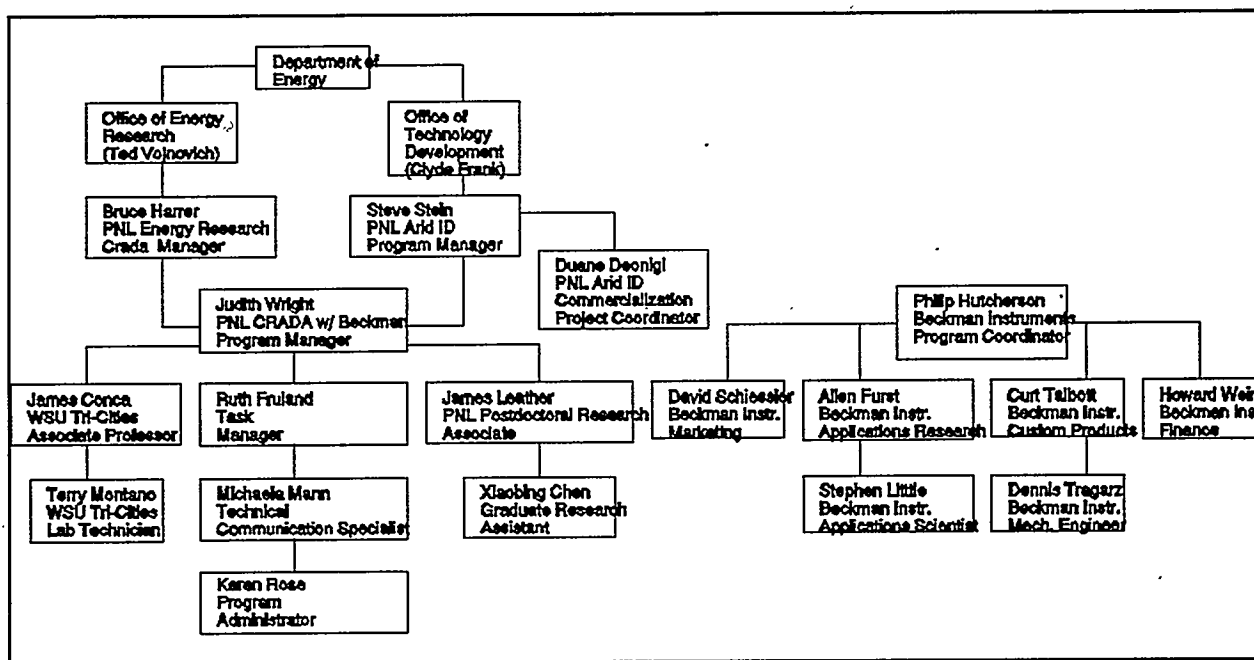 Department of
Energy
Office of Energy
Research
(Ted Vojnovich)
Office of
Technology
Development
(Clyde Frank)
Bruce Harrer
PNL Energy Research
Crada Manager
Steve Stein
PNL Arid ID
Program Manager
Duane Deonigi
PNL Arid ID
Commercialization
Project Coordinator
Judith Wright
PNL CRADA w/ Beckman
Program Manager
Philip Hutcherson
Beckman Instruments
Program Coordinator
James Conca
WSU Tri-Cities
Associate Professor
Ruth Fruland
Task
Manager
James Leather
PNL Postdoctoral Research
Associate
David Schiessler
Beckman Instr.
Marketing
Allen Furst
Beckman Instr.
Applications Research
Curt Talbott
Beckman Instr.
Custom Products
Howard Weir
Beckman Ins
Finance
Terry Montano
WSU Tri-Cities
Lab Technician
Michaela Mann
Technical
Communication Specialist
Xiaobing Chen
Graduate Research
Assistant
Stephen Little
Beckman Instr.
Applications Scientist
Dennis Tragarz
Beckman Instr.
Mech. Engineer
Karen Rose
Program
Administrator